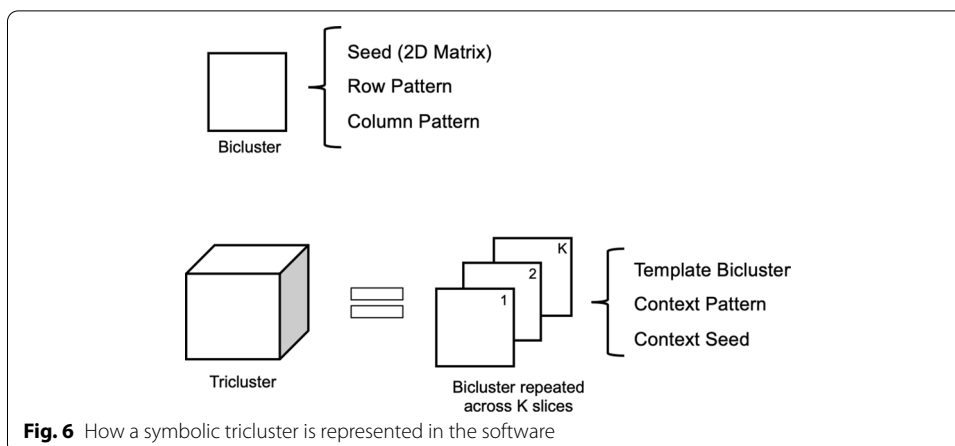 Seed (2D Matrix)
Row Pattern
Column Pattern
Bicluster
K
2
1
Template Bicluster
Context Pattern
Context Seed
Tricluster
Bicluster repeated
across K slices
Fig. 6 How a symbolic tricluster is represented in the software